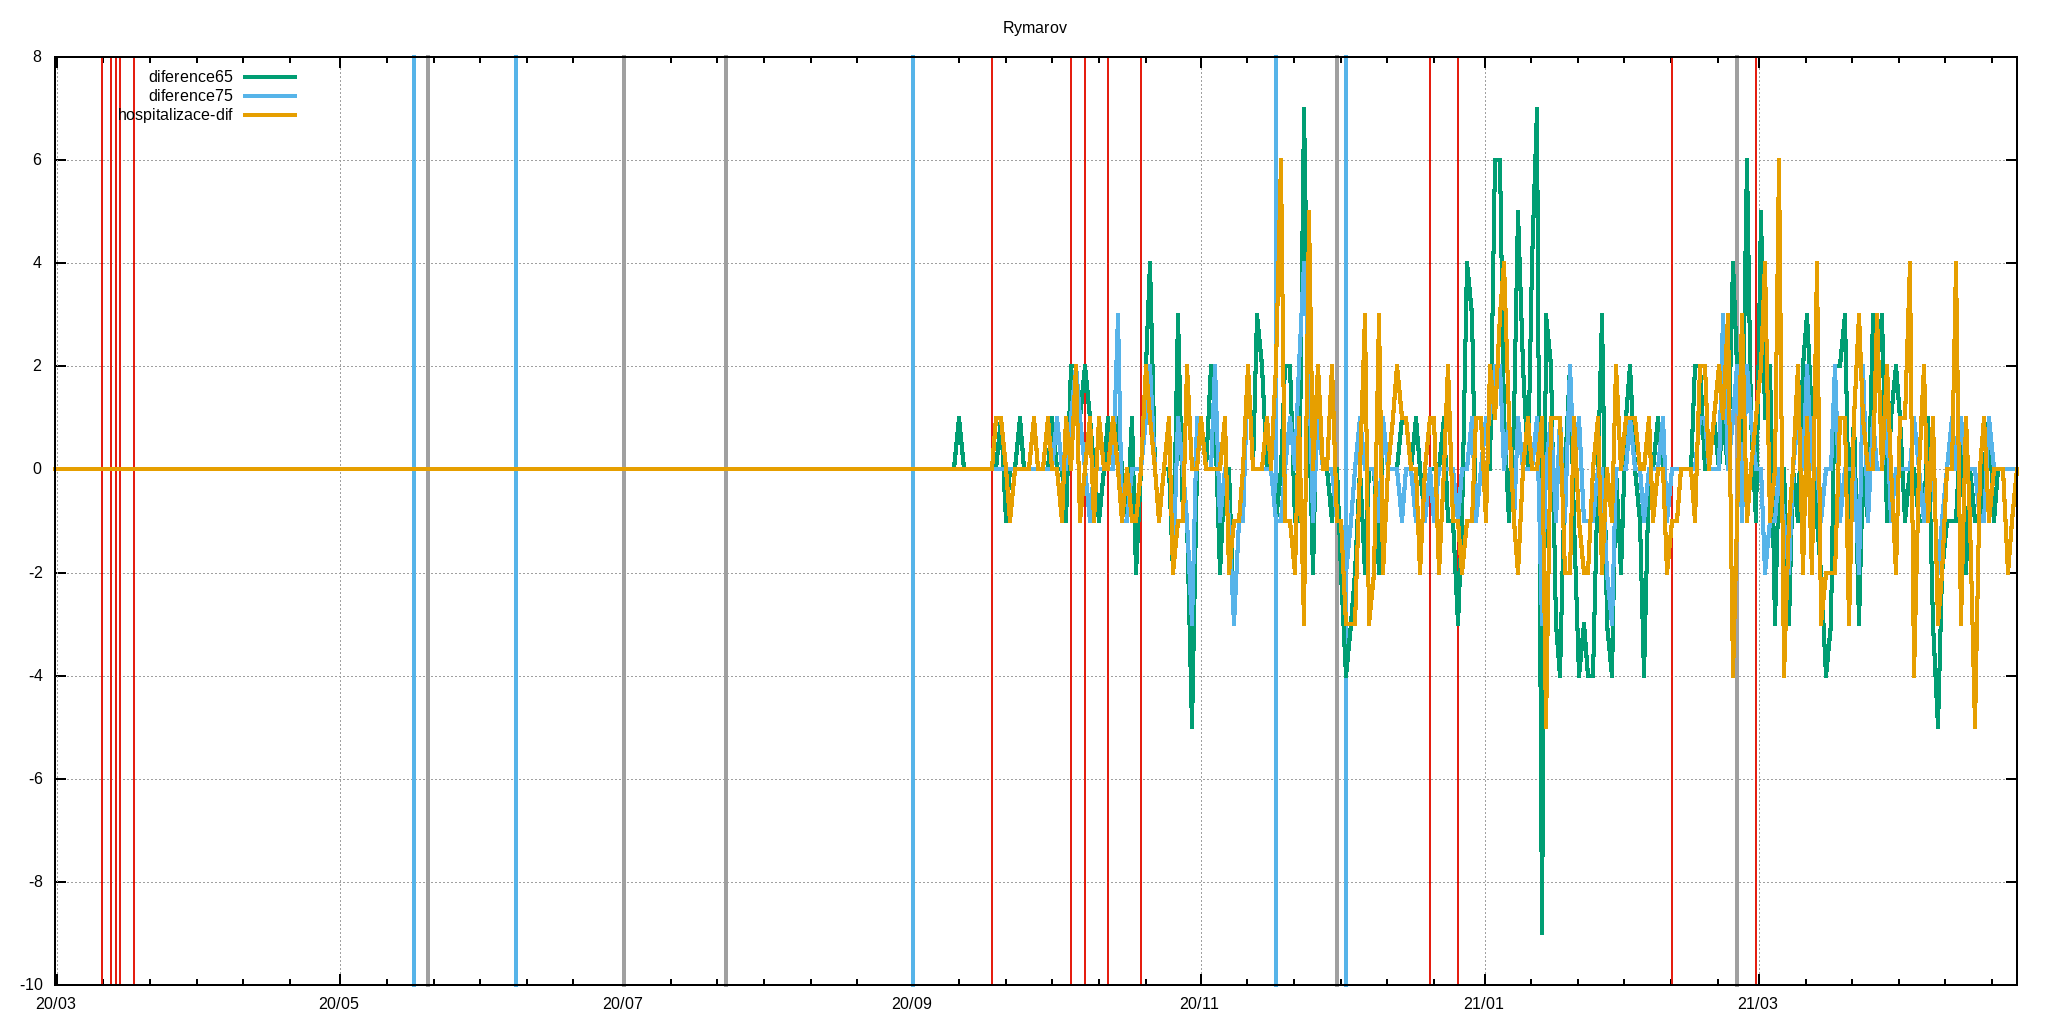 Rymarov
8
6
4
2
0
-2
-4
-6
-8
-10
diference65
diference75
hospitalizace-dif
20/03 20/05 20/07 20/09 20/11 21/01 21/03